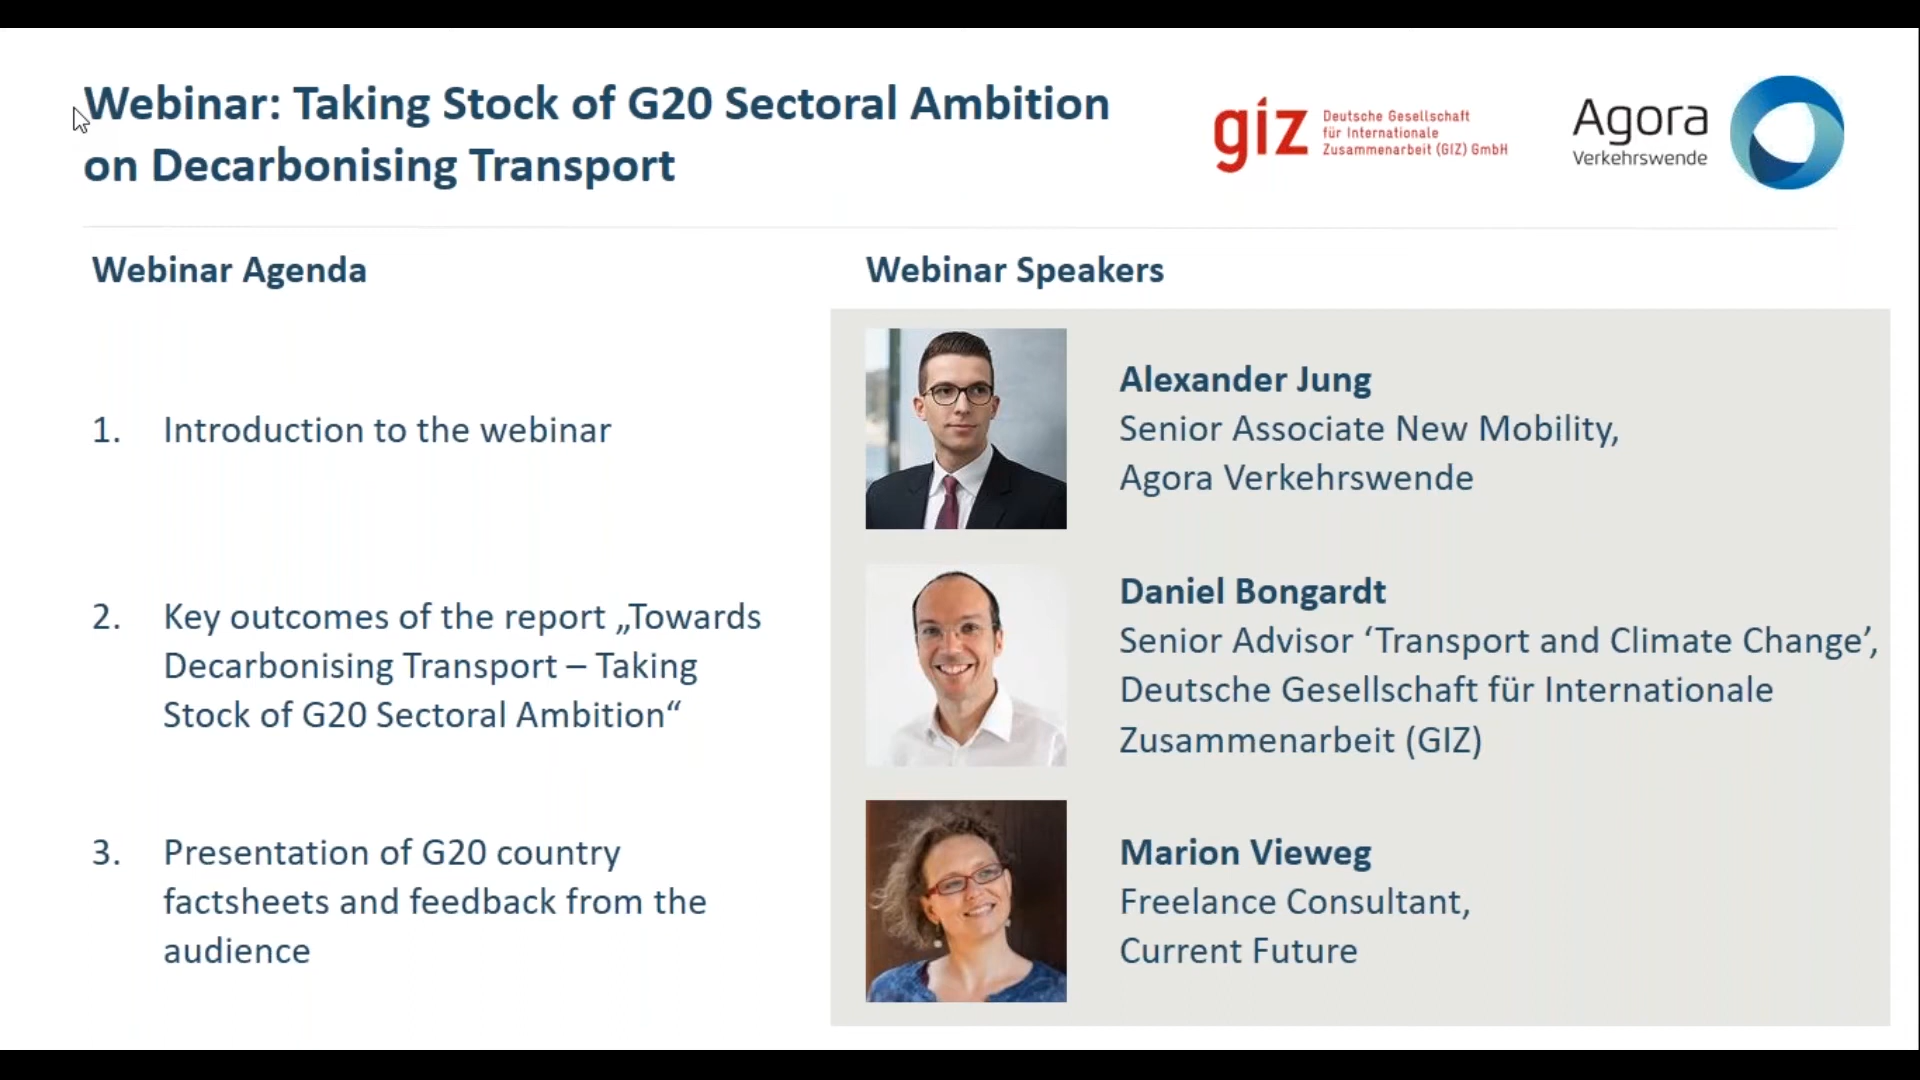 Webinar: Taking Stock of G20 Sectoral Ambition
on Decarbonising Transport
giz
Deutsche Gesellschaft
für Internationale
Zusammenarbeit (GIZ) GmbH
Agora
Verkehrswende
Webinar Agenda
1. Introduction to the webinar
2. Key outcomes of the report „Towards
Decarbonising Transport – Taking
Stock of G20 Sectoral Ambition“
3. Presentation of G20 country
factsheets and feedback from the
audience
Webinar Speakers
Alexander Jung
Senior Associate New Mobility,
Agora Verkehrswende
Daniel Bongardt
Senior Advisor ‘Transport and Climate Change’,
Deutsche Gesellschaft für Internationale
Zusammenarbeit (GIZ)
Marion Vieweg
Freelance Consultant,
Current Future